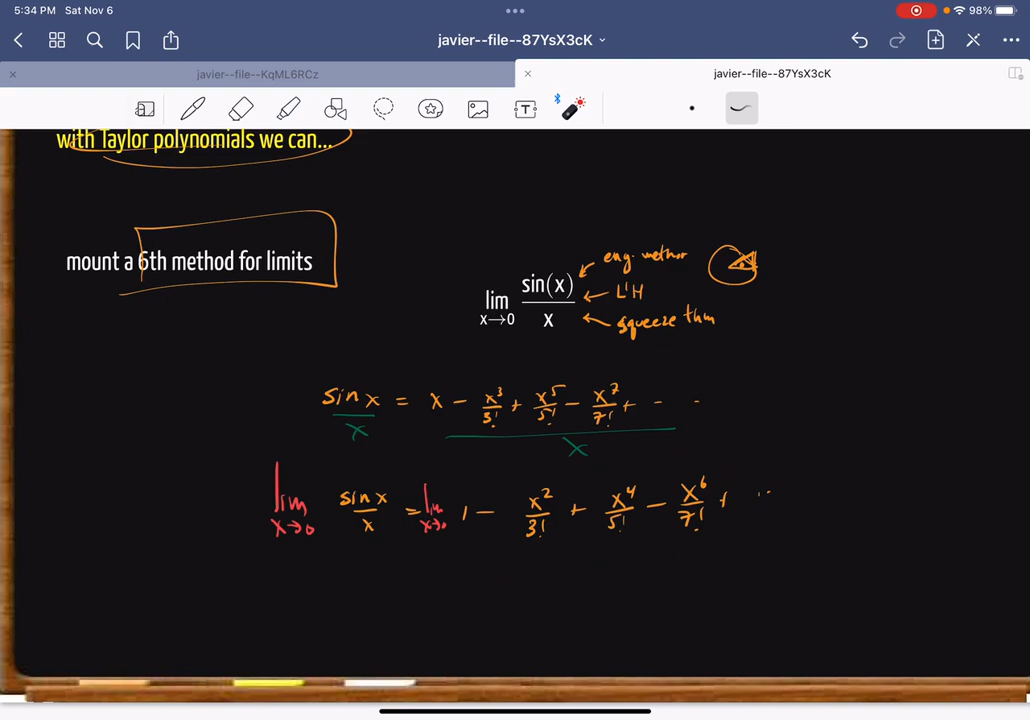 5:34 PM Sat Nov 6
98%
javier--file--87YsX3cK
javier--file--KqML6RCz
javier--file--87YsX3cK
with Taylor polynomials we can...
mount a 6th method for limits
lim x→0 sin(x) / x
eng. method
L'H
squeeze thm
sin x / x = x - x³/3! + x⁵/5! - x⁷/7! + - .. / x
lim x→0 sin x / x = lim x→0 1 - x²/3! + x⁴/5! - x⁶/7! + ...